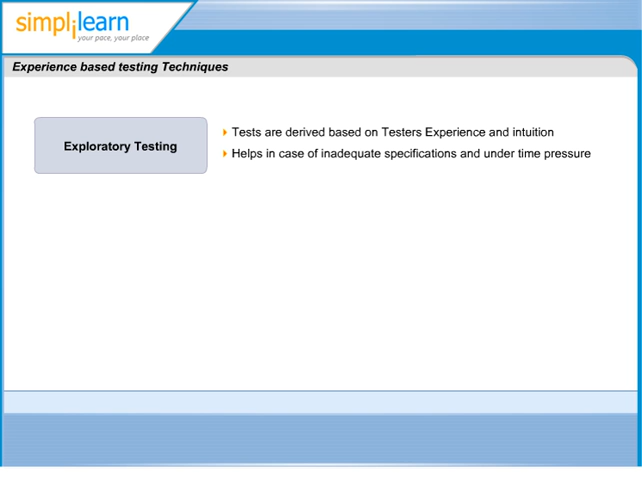 simplilearn
your pace, your place
Experience based testing Techniques
Exploratory Testing
Tests are derived based on Testers Experience and intuition
Helps in case of inadequate specifications and under time pressure